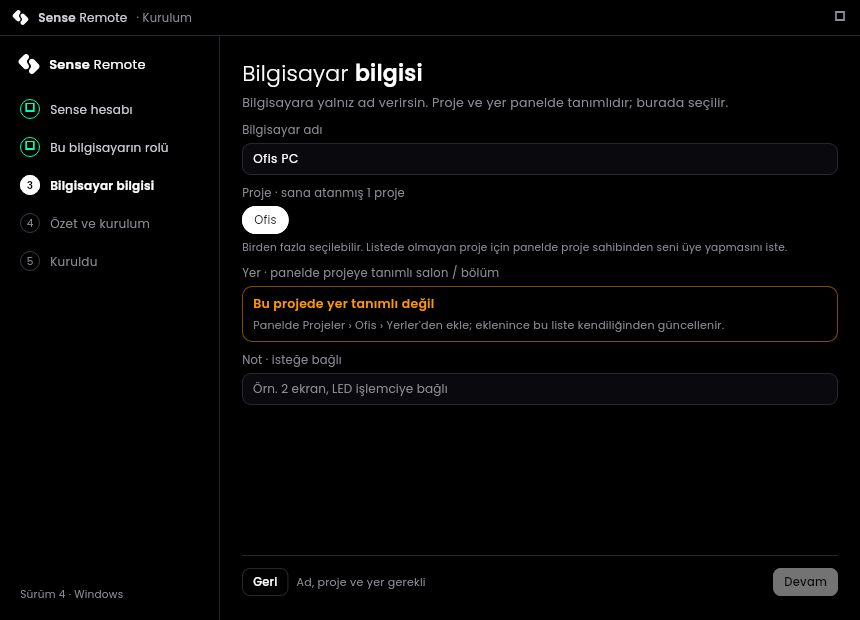 Sense Remote · Kurulum
Sense Remote
Sense hesabı
Bu bilgisayarın rolü
3 Bilgisayar bilgisi
4 Özet ve kurulum
5 Kuruldu
Sürüm 4 · Windows
Bilgisayar bilgisi
Bilgisayara yalnız ad verirsin. Proje ve yer panelde tanımlıdır; burada seçilir.
Bilgisayar adı
Ofis PC
Proje · sana atanmış 1 proje
Ofis
Birden fazla seçilebilir. Listede olmayan proje için panelde proje sahibinden seni üye yapmasını iste.
Yer · panelde projeye tanımlı salon / bölüm
Bu projede yer tanımlı değil
Panelde Projeler › Ofis › Yerler'den ekle; eklenince bu liste kendiliğinden güncellenir.
Not · isteğe bağlı
Örn. 2 ekran, LED işlemciye bağlı
Geri Ad, proje ve yer gerekli Devam